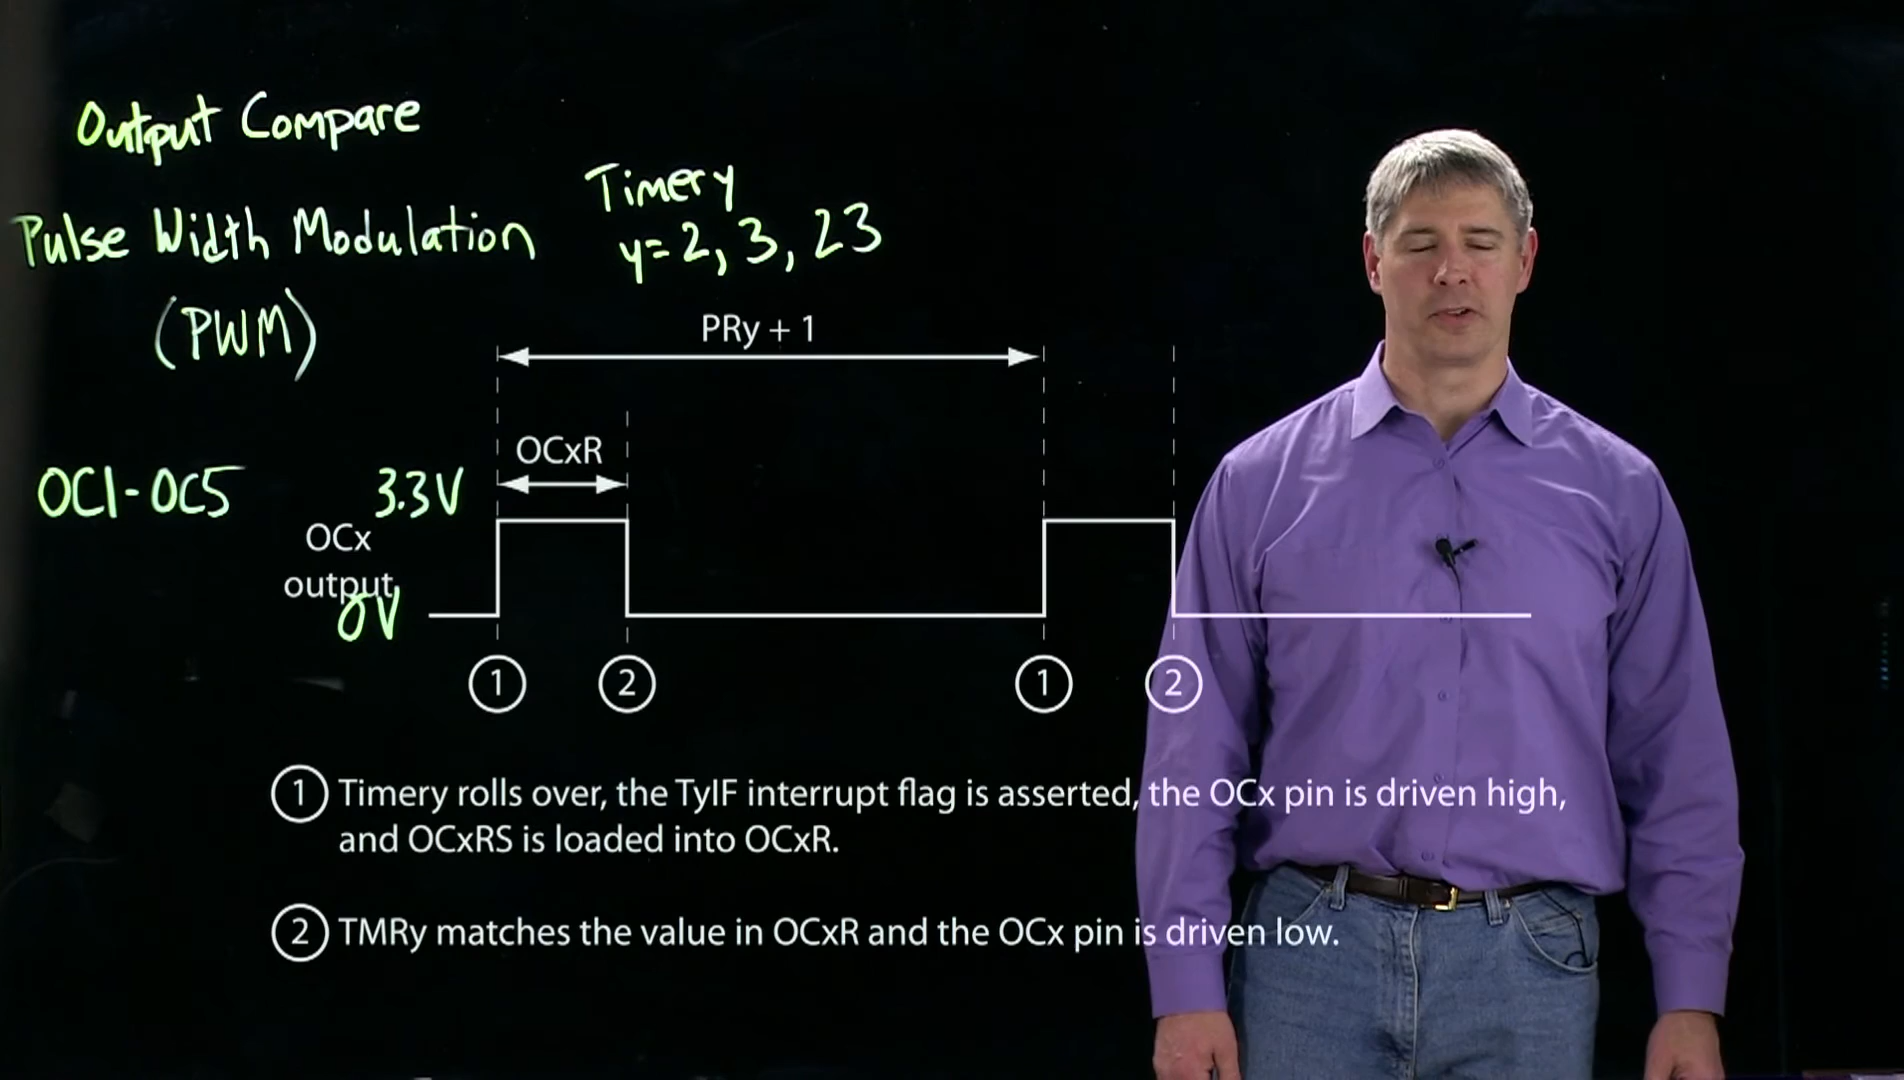 Output Compare
Pulse Width Modulation
(PWM)
Timery
y=2, 3, 23
PRy + 1
OCxR
OC1-OC5
3.3V
OCx
output
0V
1 2 1 2
1 Timery rolls over, the TyIF interrupt flag is asserted, the OCx pin is driven high,
and OCxRS is loaded into OCxR.
2 TMRy matches the value in OCxR and the OCx pin is driven low.